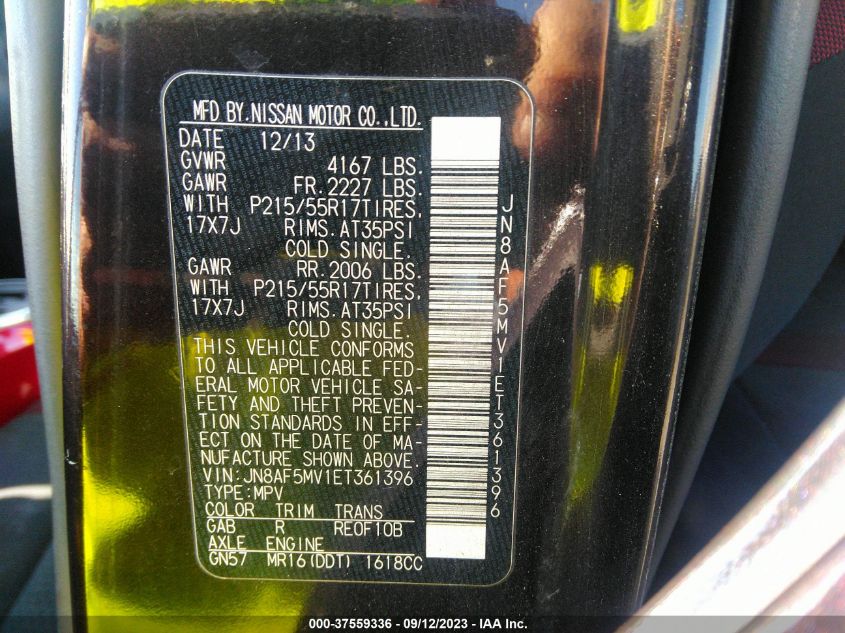 MFD BY.NISSAN MOTOR CO.,LTD.
DATE 12/13
GVWR 4167 LBS.
GAWR FR.2227 LBS.
WITH P215/55R17TIRES,
17X7J RIMS.AT35PSI
COLD SINGLE.
GAWR RR.2006 LBS.
WITH P215/55R17TIRES,
17X7J RIMS.AT35PSI
COLD SINGLE.
THIS VEHICLE CONFORMS
TO ALL APPLICABLE FED-
ERAL MOTOR VEHICLE SA-
FETY AND THEFT PREVEN-
TION STANDARDS IN EFF-
ECT ON THE DATE OF MA-
NUFACTURE SHOWN ABOVE.
VIN:JN8AF5MV1ET361396
TYPE:MPV
COLOR TRIM TRANS
GAB R REOF10B
AXLE ENGINE
GN57 MR16(DDT) 1618CC
JN8AF5MV1ET361396
000-37559336 - 09/12/2023 - IAA Inc.